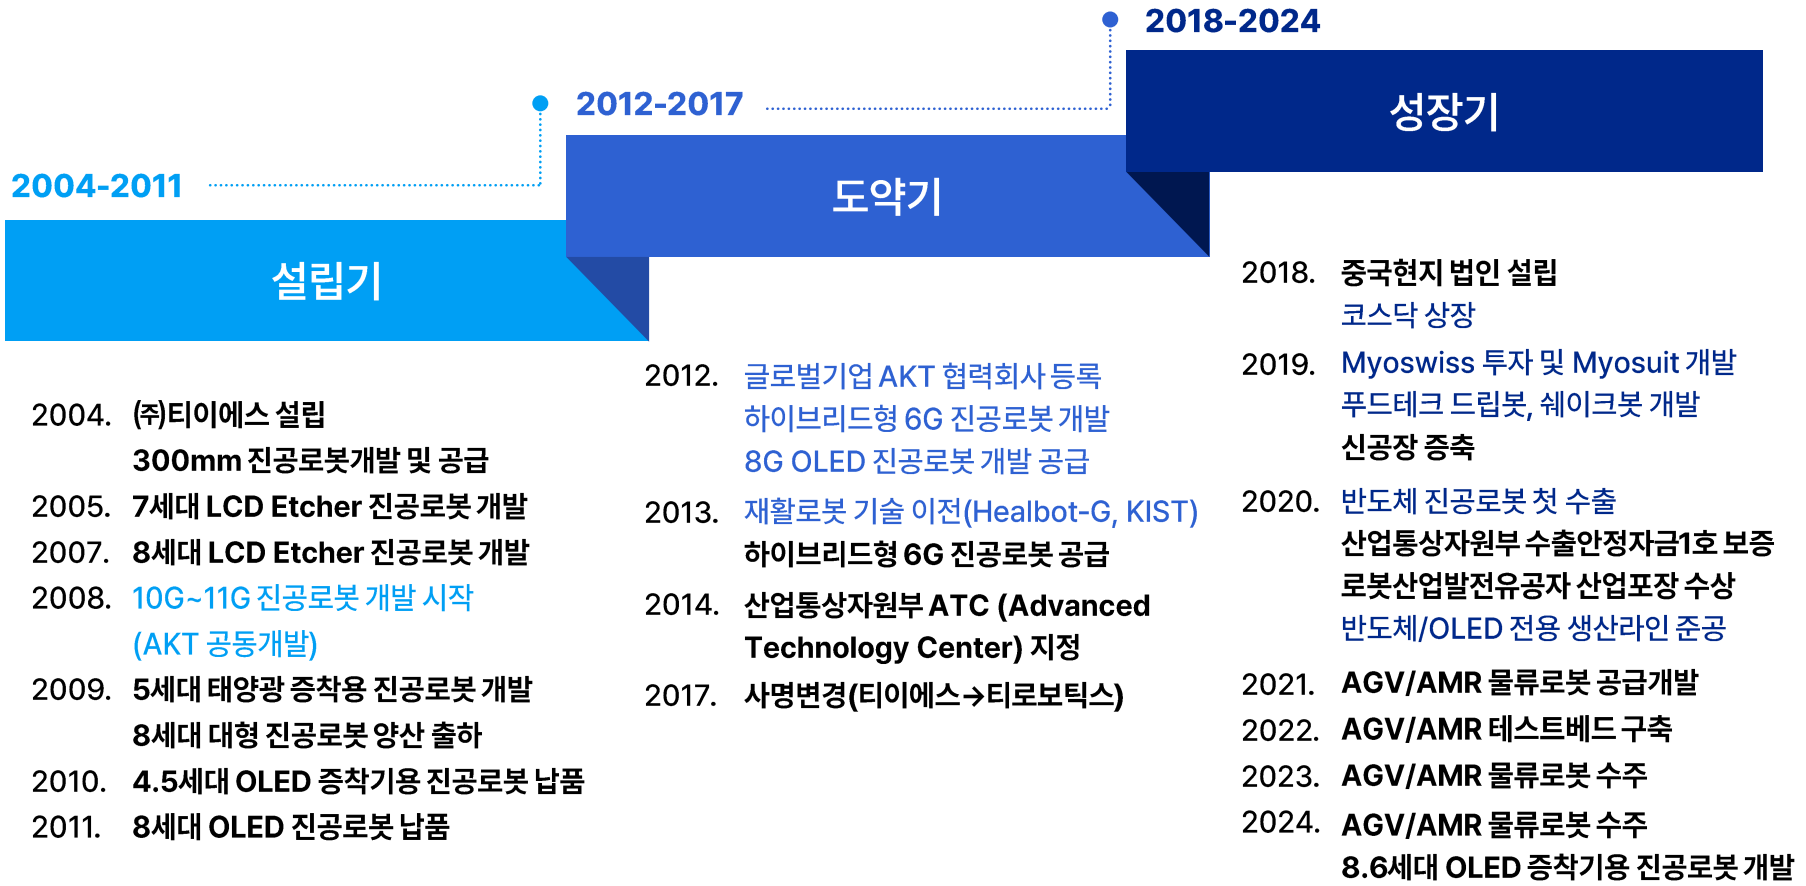 2004-2011
설립기
2004. ㈜티이에스 설립
300mm 진공로봇개발 및 공급
2005. 7세대 LCD Etcher 진공로봇 개발
2007. 8세대 LCD Etcher 진공로봇 개발
2008. 10G~11G 진공로봇 개발 시작
(AKT 공동개발)
2009. 5세대 태양광 증착용 진공로봇 개발
8세대 대형 진공로봇 양산 출하
2010. 4.5세대 OLED 증착기용 진공로봇 납품
2011. 8세대 OLED 진공로봇 납품
2012-2017
도약기
2012. 글로벌기업 AKT 협력회사 등록
하이브리드형 6G 진공로봇 개발
8G OLED 진공로봇 개발 공급
2013. 재활로봇 기술 이전(Healbot-G, KIST)
하이브리드형 6G 진공로봇 공급
2014. 산업통상자원부 ATC (Advanced
Technology Center) 지정
2017. 사명변경(티이에스→티로보틱스)
2018-2024
성장기
2018. 중국현지 법인 설립
코스닥 상장
2019. Myoswiss 투자 및 Myosuit 개발
푸드테크 드립봇, 쉐이크봇 개발
신공장 증축
2020. 반도체 진공로봇 첫 수출
산업통상자원부 수출안정자금1호 보증
로봇산업발전유공자 산업포장 수상
반도체/OLED 전용 생산라인 준공
2021. AGV/AMR 물류로봇 공급개발
2022. AGV/AMR 테스트베드 구축
2023. AGV/AMR 물류로봇 수주
2024. AGV/AMR 물류로봇 수주
8.6세대 OLED 증착기용 진공로봇 개발